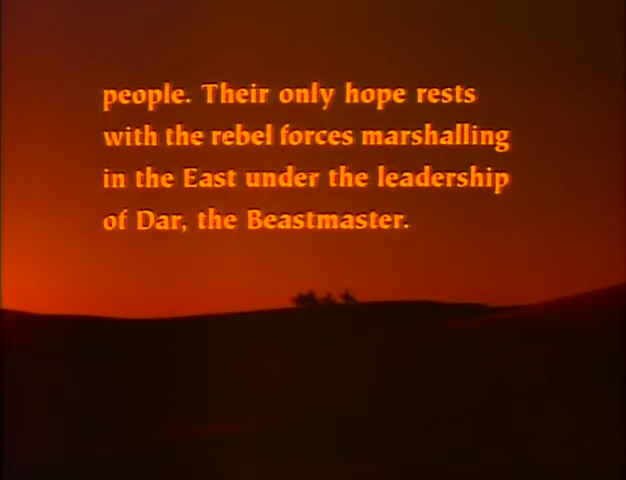 people. Their only hope rests
with the rebel forces marshalling
in the East under the leadership
of Dar, the Beastmaster.